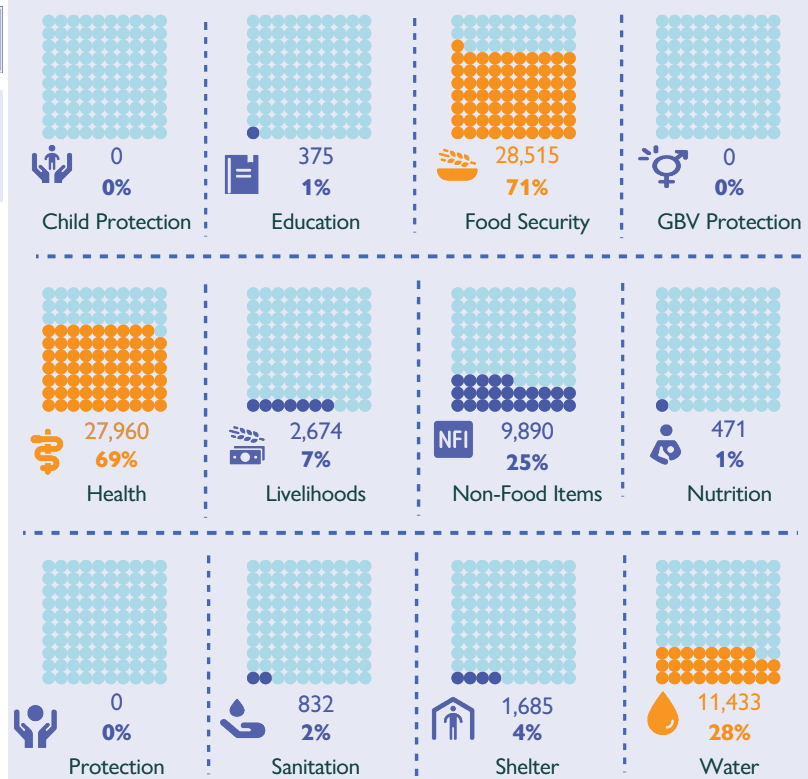 0
0%
Child Protection
375
1%
Education
28,515
71%
Food Security
0
0%
GBV Protection
27,960
69%
Health
2,674
7%
Livelihoods
NFI
9,890
25%
Non-Food Items
471
1%
Nutrition
0
0%
Protection
832
2%
Sanitation
1,685
4%
Shelter
11,433
28%
Water